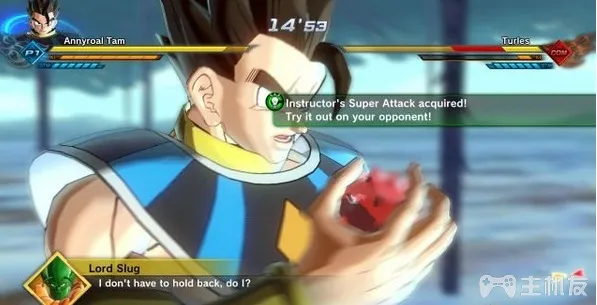 14'53
Annyroal Tam
Turles
P1
COM
Instructor's Super Attack acquired!
Try it out on your opponent!
Lord Slug
I don't have to hold back, do I?
主机友